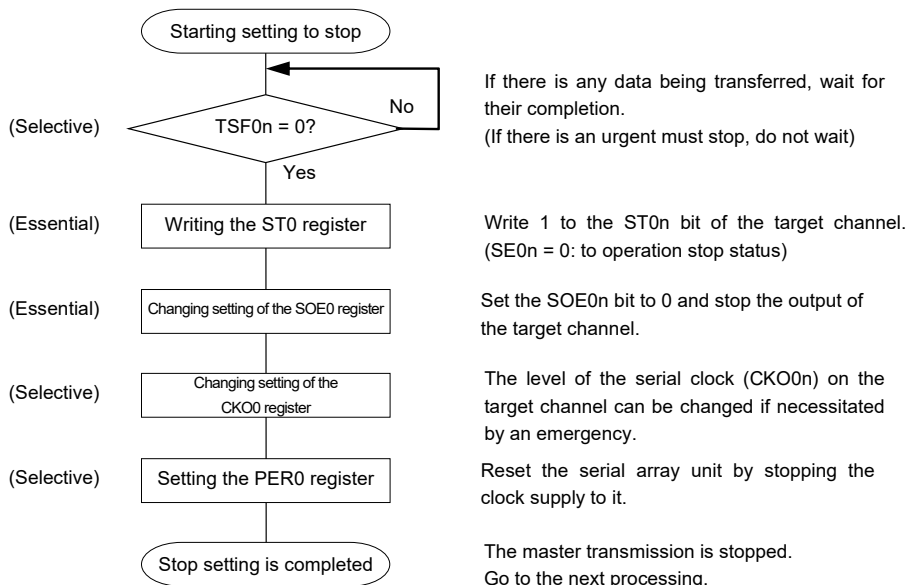 Starting setting to stop
No
(Selective)
TSF0n = 0?
If there is any data being transferred, wait for
their completion.
(If there is an urgent must stop, do not wait)
Yes
(Essential)
Writing the ST0 register
Write 1 to the ST0n bit of the target channel.
(SE0n = 0: to operation stop status)
(Essential)
Changing setting of the SOE0 register
Set the SOE0n bit to 0 and stop the output of
the target channel.
(Selective)
Changing setting of the
CKO0 register
The level of the serial clock (CKO0n) on the
target channel can be changed if necessitated
by an emergency.
(Selective)
Setting the PER0 register
Reset the serial array unit by stopping the
clock supply to it.
Stop setting is completed
The master transmission is stopped.
Go to the next processing.